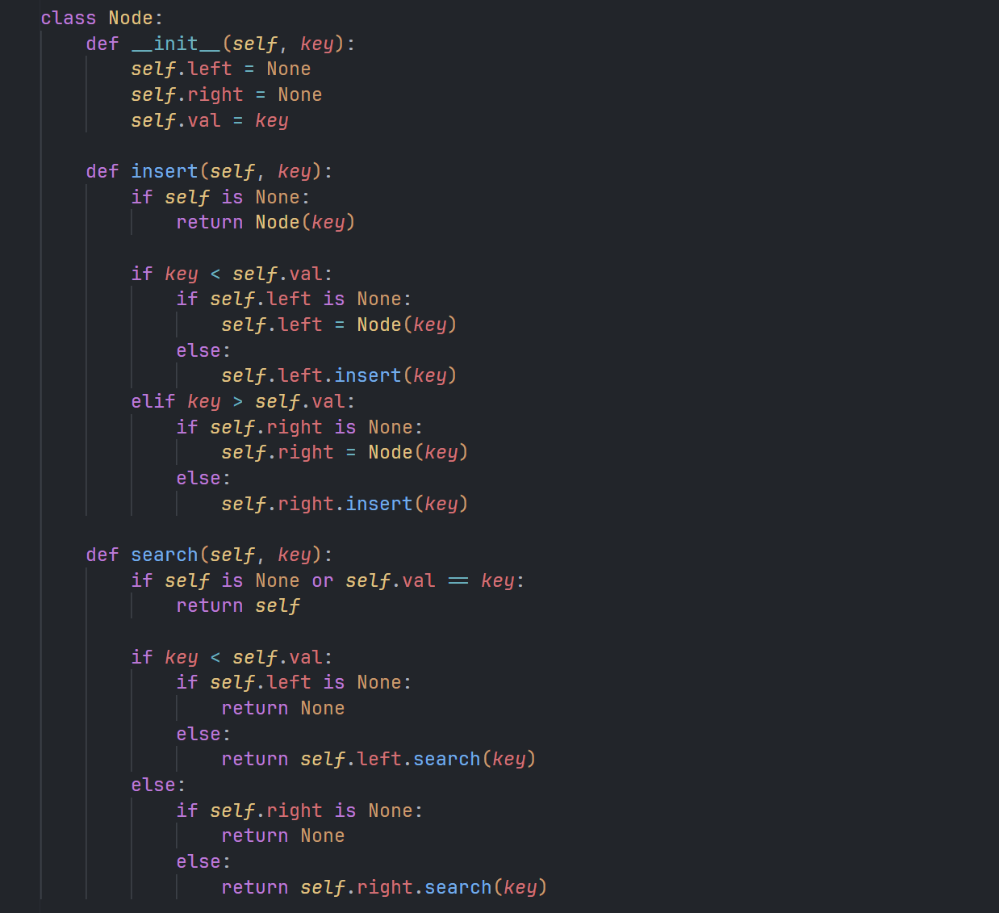 class Node:
    def __init__(self, key):
        self.left = None
        self.right = None
        self.val = key

    def insert(self, key):
        if self is None:
            return Node(key)

        if key < self.val:
            if self.left is None:
                self.left = Node(key)
            else:
                self.left.insert(key)
        elif key > self.val:
            if self.right is None:
                self.right = Node(key)
            else:
                self.right.insert(key)

    def search(self, key):
        if self is None or self.val == key:
            return self

        if key < self.val:
            if self.left is None:
                return None
            else:
                return self.left.search(key)
        else:
            if self.right is None:
                return None
            else:
                return self.right.search(key)